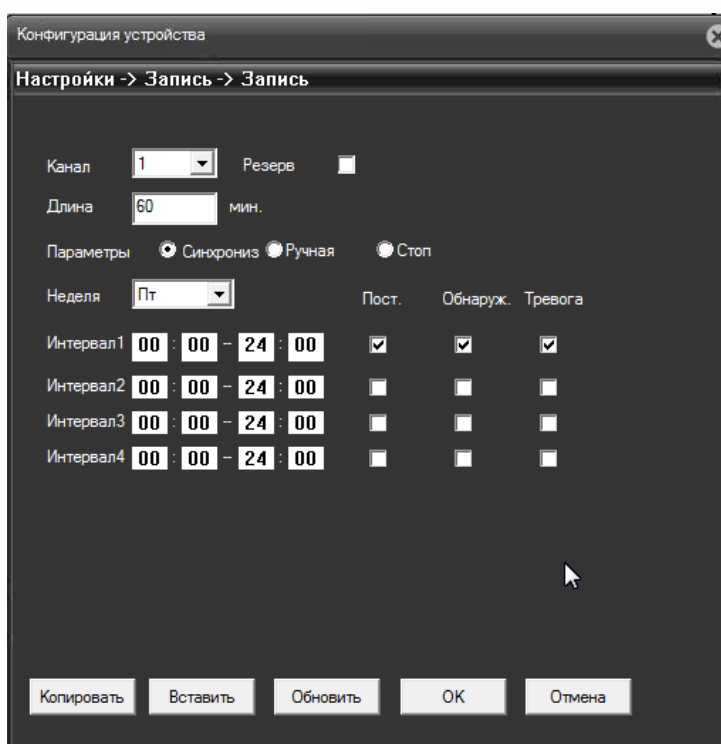 Конфигурация устройства
Настройки -> Запись -> Запись
Канал 1 Резерв
Длина 60 мин.
Параметры Синхрониз Ручная Стоп
Неделя Пт Пост. Обнаруж. Тревога
Интервал1 00 : 00 - 24 : 00
Интервал2 00 : 00 - 24 : 00
Интервал3 00 : 00 - 24 : 00
Интервал4 00 : 00 - 24 : 00
Копировать Вставить Обновить OK Отмена